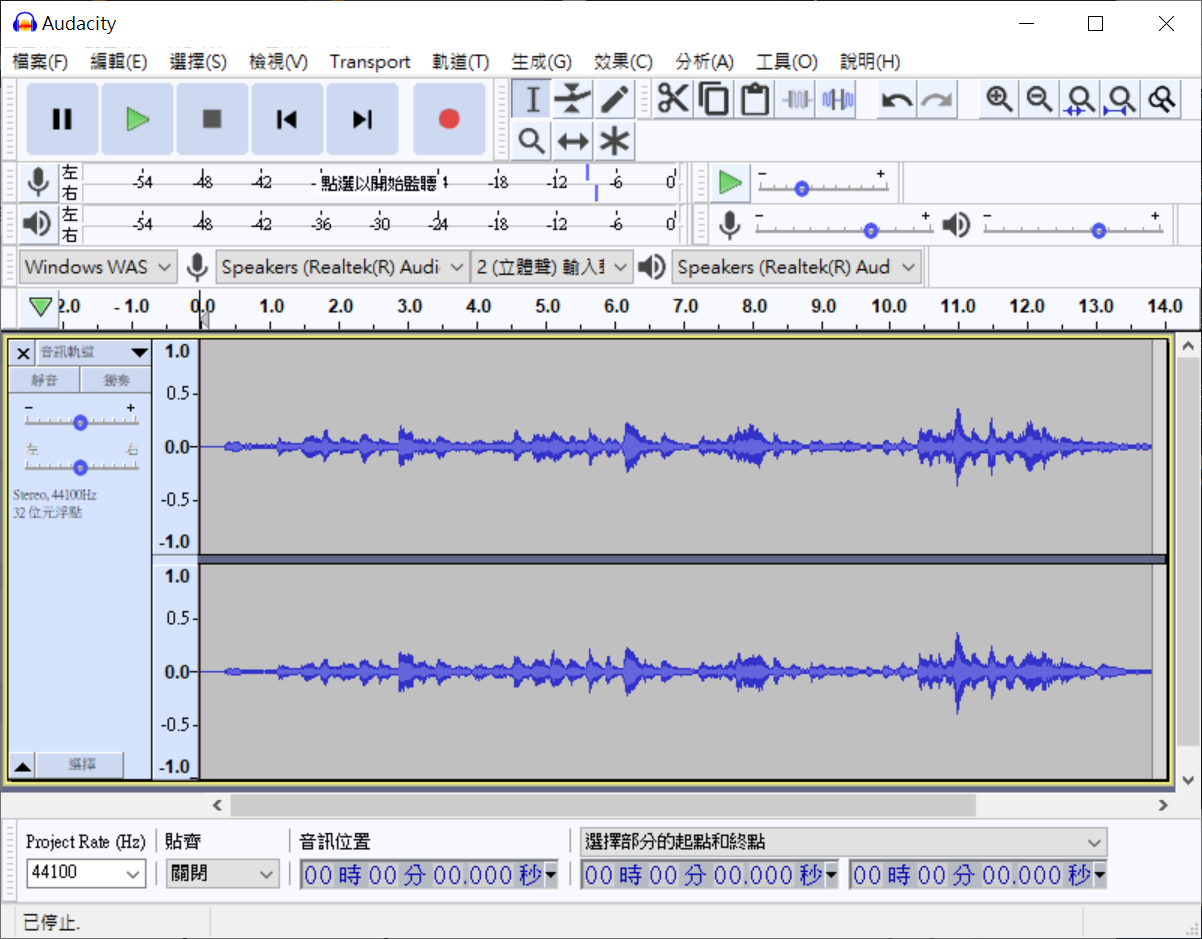 Audacity
檔案(F) 編輯(E) 選擇(S) 檢視(V) Transport 軌道(T) 生成(G) 效果(C) 分析(A) 工具(O) 說明(H)
左 右 -54 -48 -42 - 點選以開始監聽 -18 -12 -6 0
- +
左 右 -54 -48 -42 -36 -30 -24 -18 -12 -6 0
- + - +
Windows WAS Speakers (Realtek(R) Audi 2 (立體聲) 輸入 Speakers (Realtek(R) Aud
2.0 -1.0 0.0 1.0 2.0 3.0 4.0 5.0 6.0 7.0 8.0 9.0 10.0 11.0 12.0 13.0 14.0
音訊軌道 1.0
靜音 獨奏
0.5
- +
左 右 0.0
Stereo, 44100Hz
-0.5
32 位元浮點
-1.0
1.0
0.5
0.0
-0.5
選擇 -1.0
Project Rate (Hz) 貼齊 音訊位置 選擇部分的起點和終點
44100 關閉 00 時 00 分 00.000 秒 00 時 00 分 00.000 秒 00 時 00 分 00.000 秒
已停止.